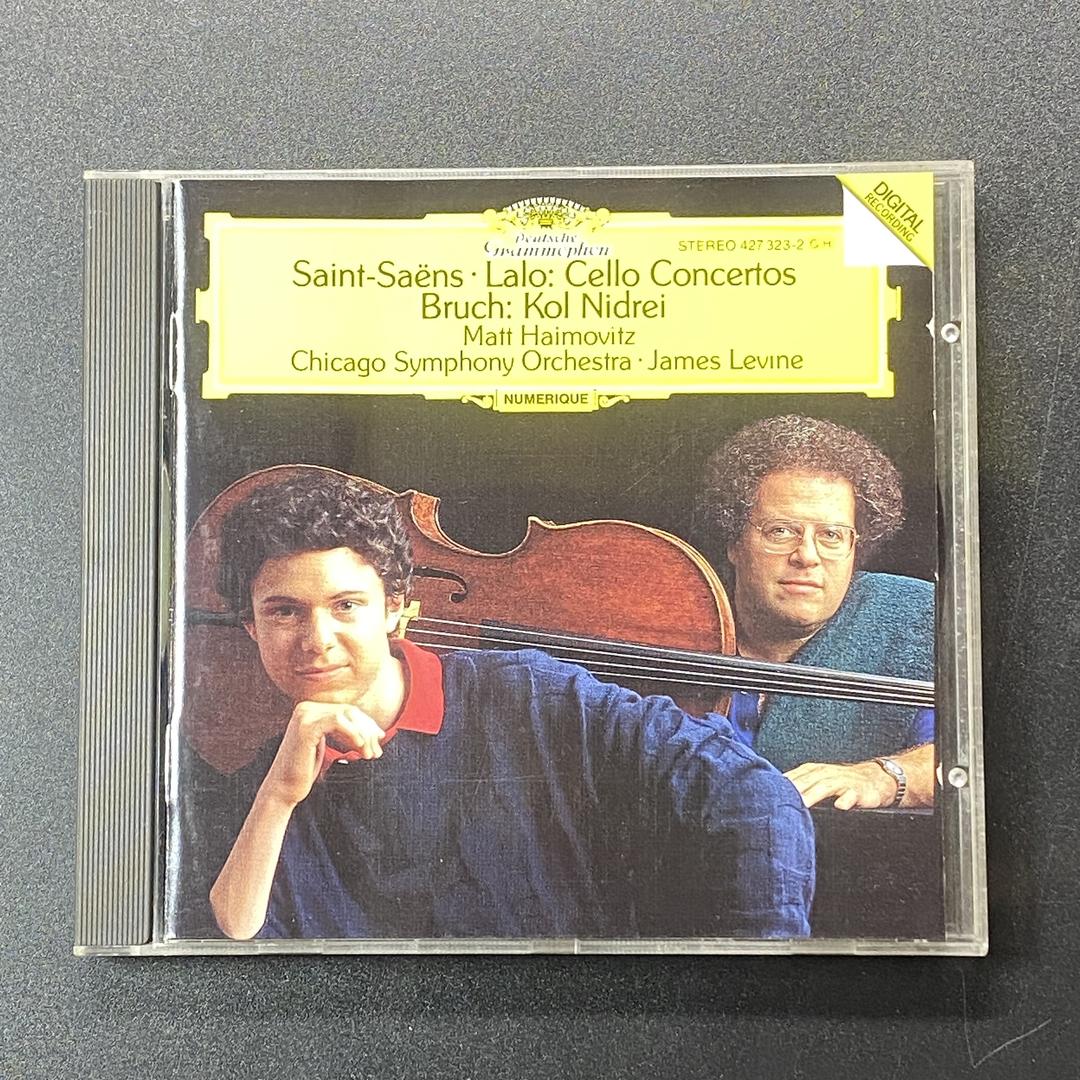 DIGITAL
RECORDING
Deutsche
Grammophon
STEREO 427 323-2 GH
Saint-Saëns · Lalo: Cello Concertos
Bruch: Kol Nidrei
Matt Haimovitz
Chicago Symphony Orchestra · James Levine
NUMERIQUE